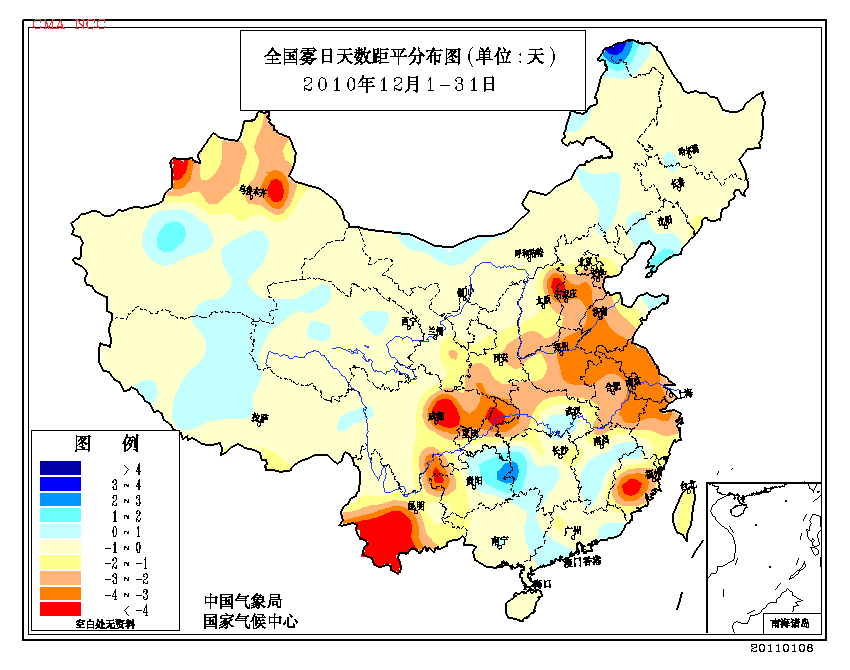 CMA NCC
全国雾日天数距平分布图(单位:天)
2010年12月1-31日
哈尔滨
长春
沈阳
乌鲁木齐
呼和浩特
北京
天津
银川
太原
石家庄
济南
西宁
兰州
郑州
西安
合肥
南京
上海
拉萨
成都
武汉
重庆
南昌
长沙
贵阳
福州
昆明
台北
南宁
广州
澳门香港
海口
图 例
>4
3~4
2~3
1~2
0~1
-1~0
-2~-1
-3~-2
-4~-3
<-4
空白处无资料
中国气象局
国家气候中心
南海诸岛
20110106